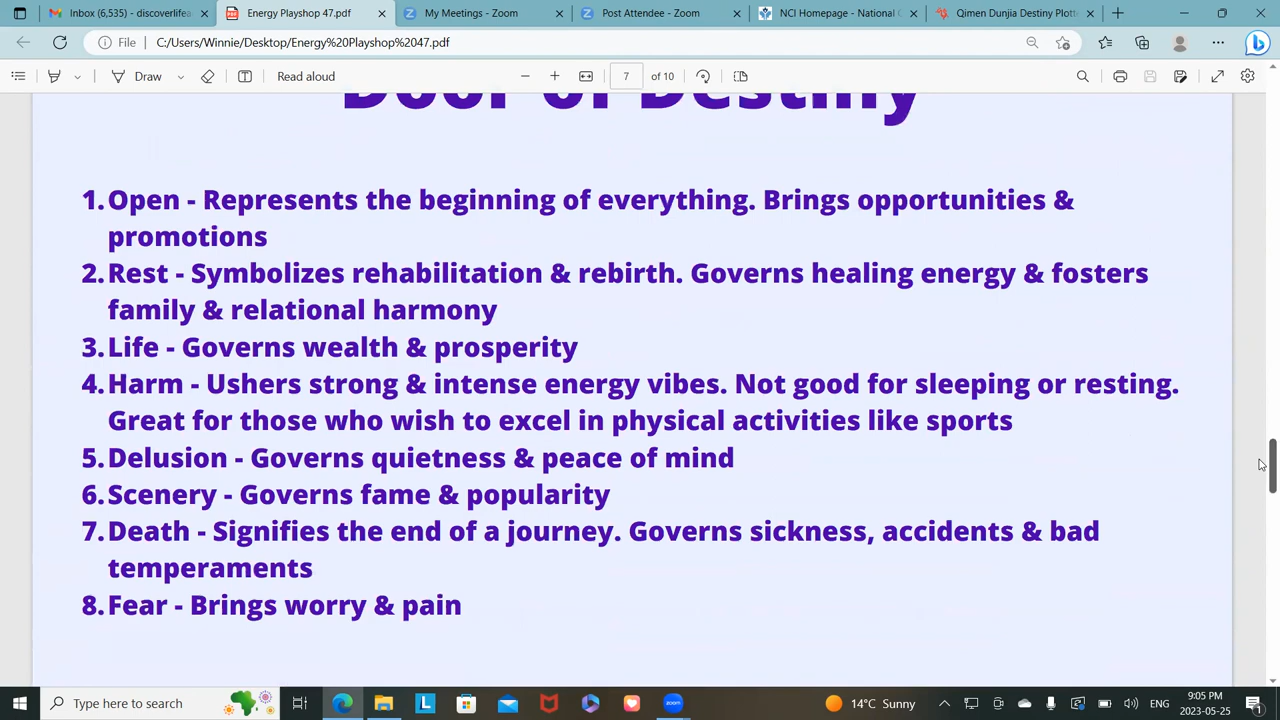 Inbox (6,535) - discoverlifea
Energy Playshop 47.pdf
My Meetings - Zoom
Post Attendee - Zoom
NCI Homepage - National C
Qimen Dunjia Destiny Plott
File
C:/Users/Winnie/Desktop/Energy%20Playshop%2047.pdf
Draw
Read aloud
7
of 10
Door of Destiny
1. Open - Represents the beginning of everything. Brings opportunities &
promotions
2. Rest - Symbolizes rehabilitation & rebirth. Governs healing energy & fosters
family & relational harmony
3. Life - Governs wealth & prosperity
4. Harm - Ushers strong & intense energy vibes. Not good for sleeping or resting.
Great for those who wish to excel in physical activities like sports
5. Delusion - Governs quietness & peace of mind
6. Scenery - Governs fame & popularity
7. Death - Signifies the end of a journey. Governs sickness, accidents & bad
temperaments
8. Fear - Brings worry & pain
Type here to search
L
zoom
14°C Sunny
ENG
9:05 PM
2023-05-25
1